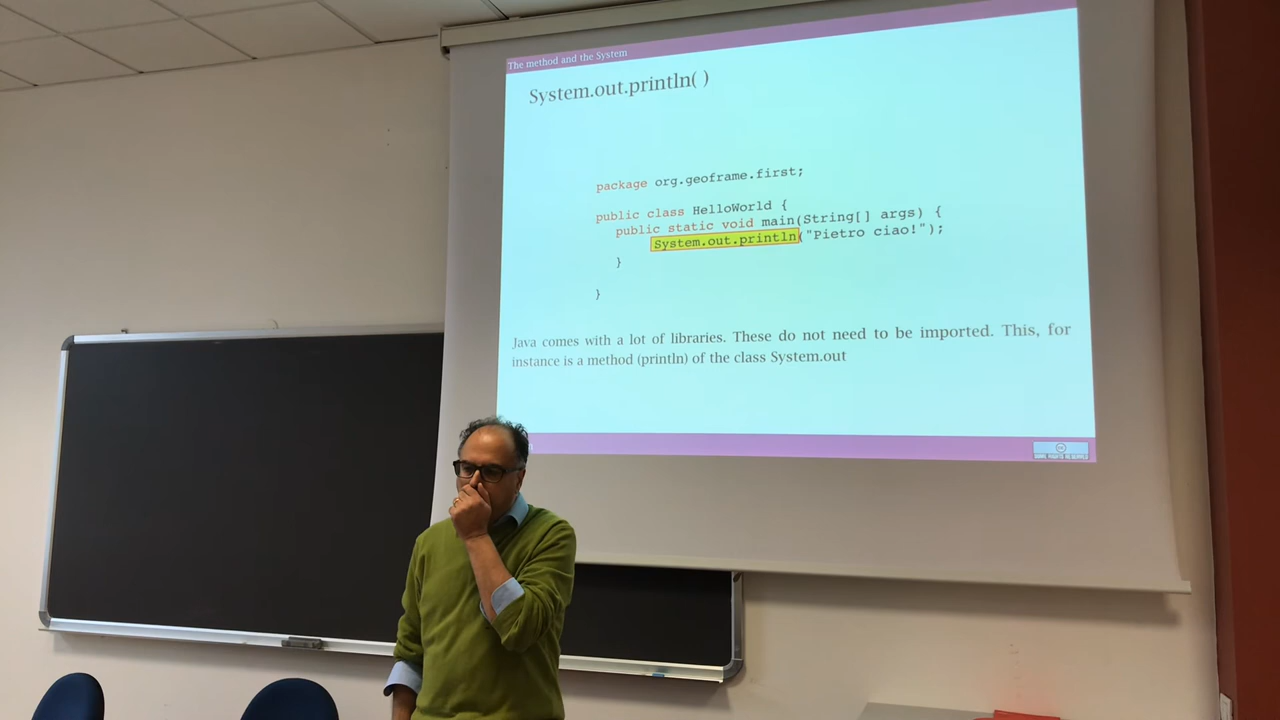 The method and the System
System.out.println( )
package org.geoframe.first;
public class HelloWorld {
public static void main(String[] args) {
System.out.println("Pietro ciao!");
}
}
Java comes with a lot of libraries. These do not need to be imported. This, for
instance is a method (println) of the class System.out